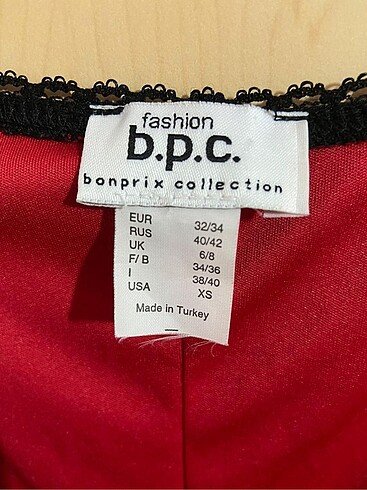 fashion
b.p.c.
bonprix collection
EUR 32/34
RUS 40/42
UK 6/8
F/B 34/36
I 38/40
USA XS
Made in Turkey